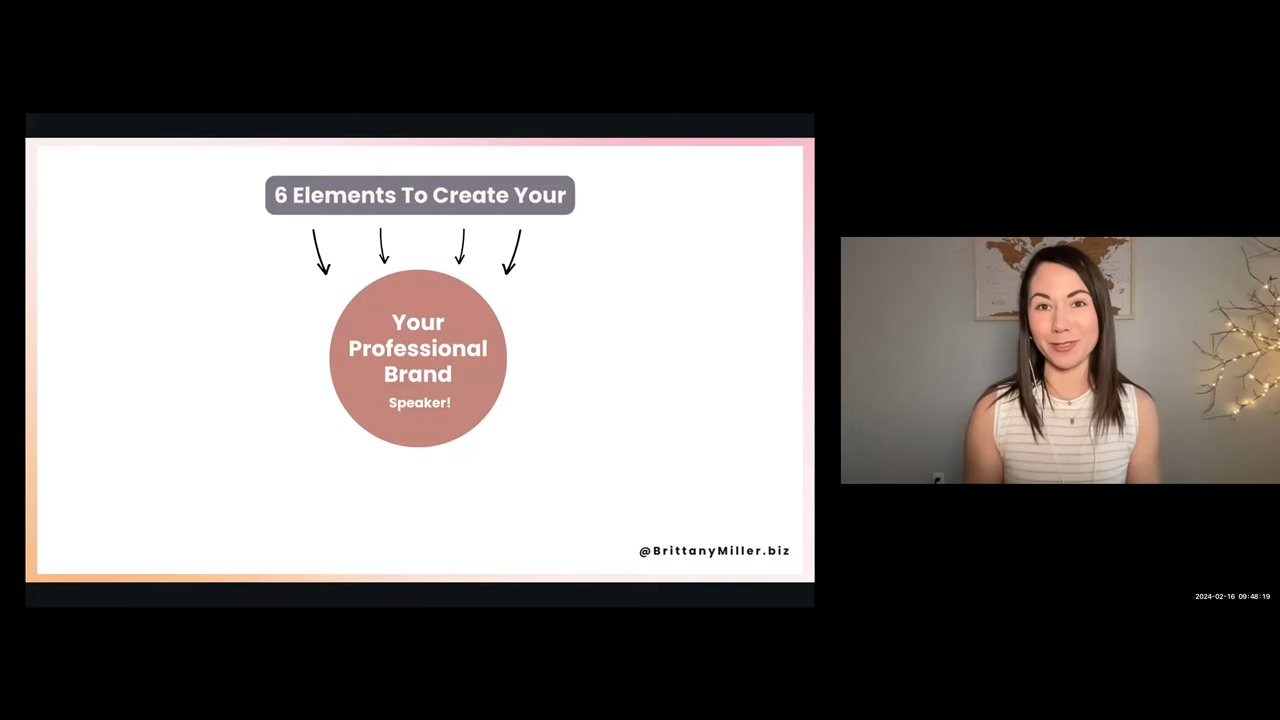 6 Elements To Create Your
Your
Professional
Brand
Speaker!
@BrittanyMiller.biz
2024-02-16 09:48:19